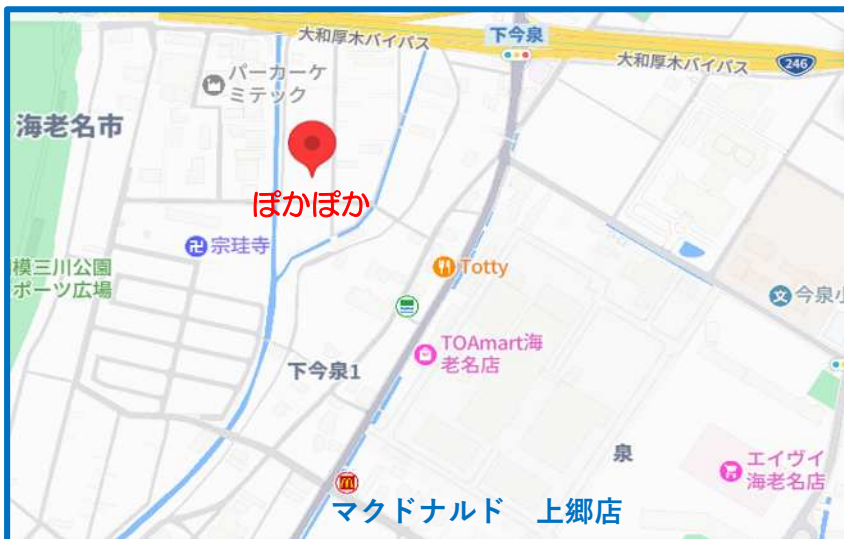 大和厚木バイパス
下今泉
大和厚木バイパス
246
パーカーケ
ミテック
海老名市
ぽかぽか
宗珪寺
Totty
模三川公園
ポーツ広場
文
今泉小
TOAmart海
老名店
下今泉1
泉
エイヴイ
海老名店
マクドナルド 上郷店